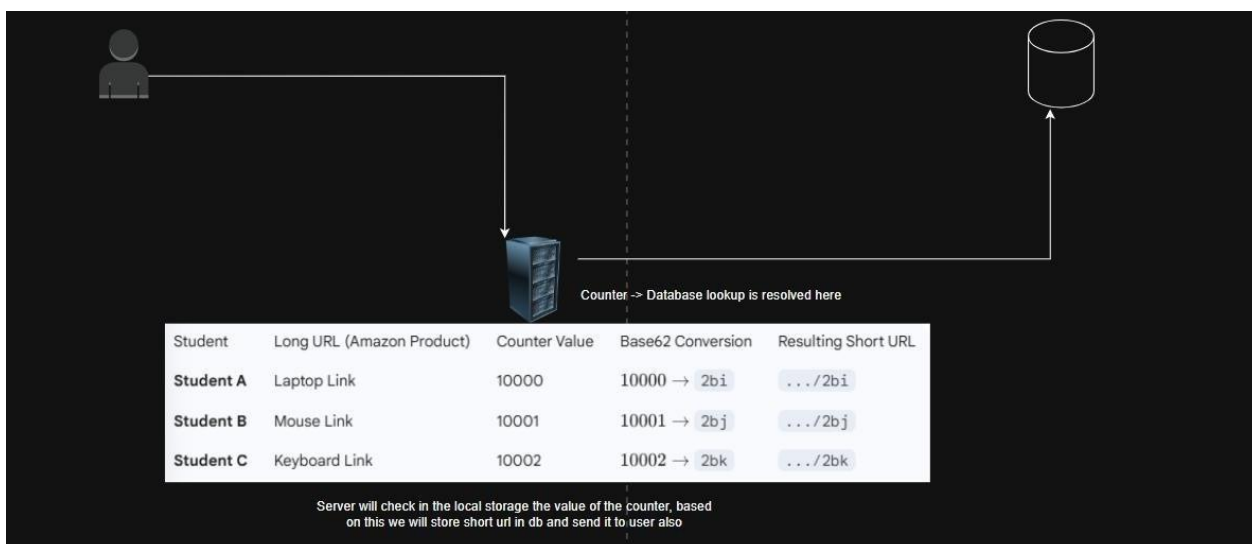 Counter -> Database lookup is resolved here
Student Long URL (Amazon Product) Counter Value Base62 Conversion Resulting Short URL
Student A Laptop Link 10000 10000 → 2bi .../2bi
Student B Mouse Link 10001 10001 → 2bj .../2bj
Student C Keyboard Link 10002 10002 → 2bk .../2bk
Server will check in the local storage the value of the counter, based
on this we will store short url in db and send it to user also